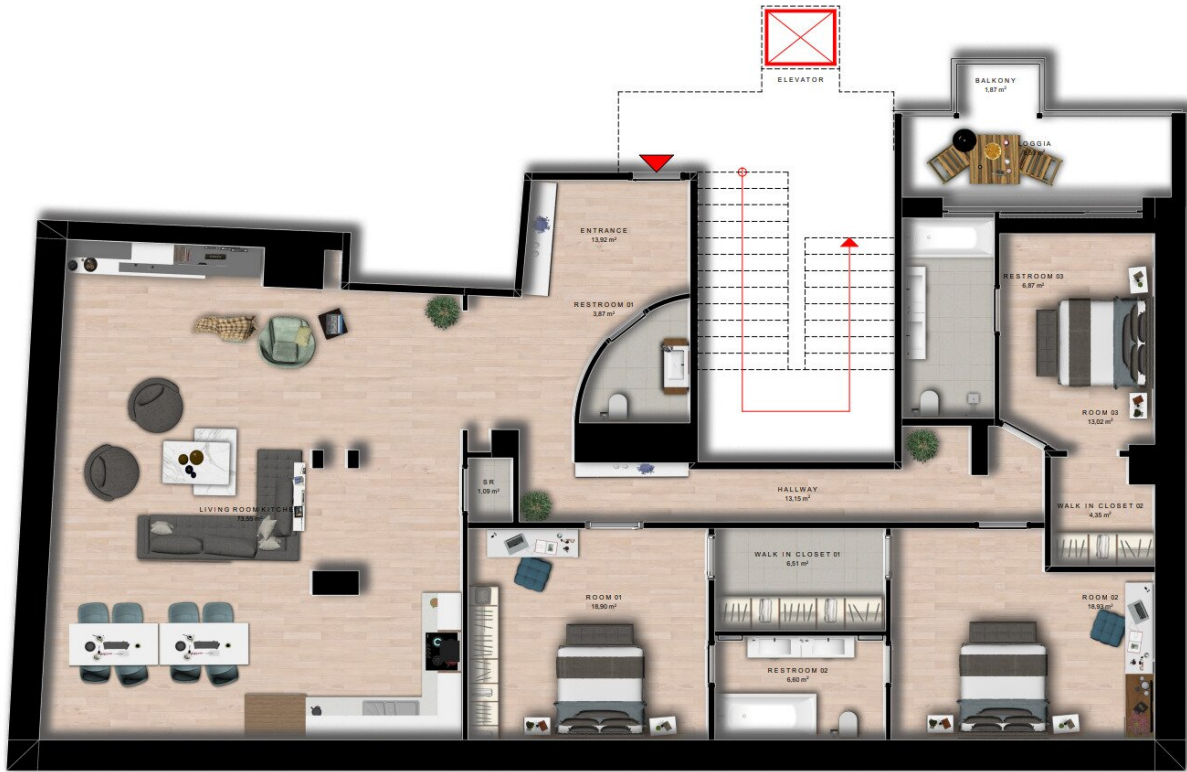 ELEVATOR
BALKONY
1,87 m²
LOGGIA
ENTRANCE
13,92 m²
RESTROOM 01
3,87 m²
RESTROOM 03
6,87 m²
ROOM 03
13,02 m²
SR
1.09 m²
HALLWAY
13,15 m²
LIVING ROOM KITCHEN
73,55 m²
WALK IN CLOSET 02
4,35 m²
WALK IN CLOSET 01
6,51 m²
ROOM 01
18,90 m²
ROOM 02
18,93 m²
RESTROOM 02
6,60 m²